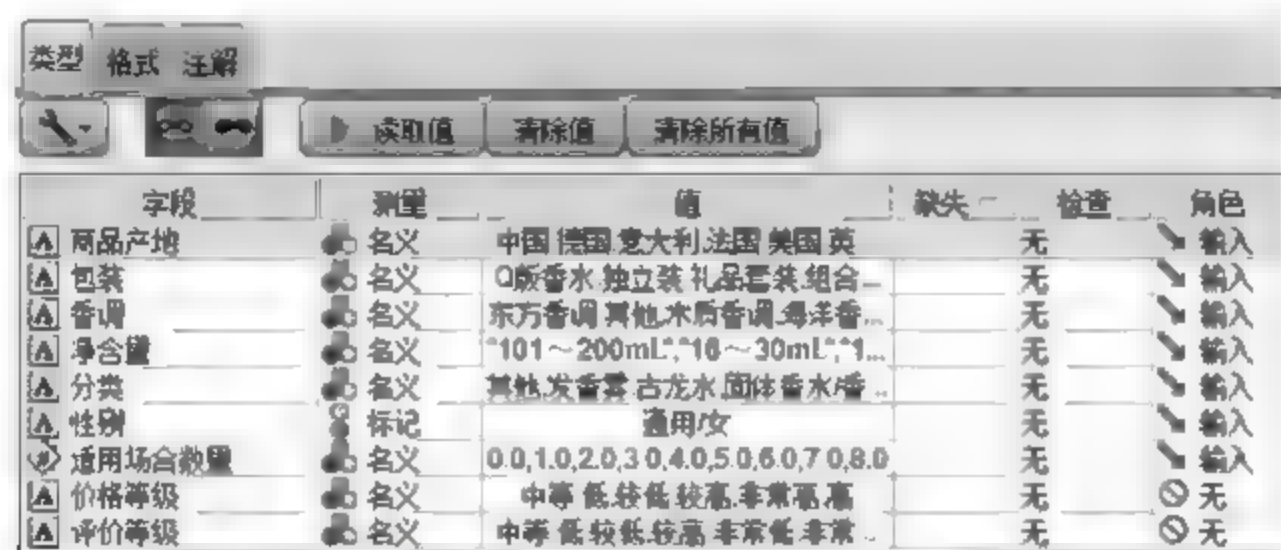 类型 格式 注解
读取值 清除值 清除所有值
字段 测量 值 缺失 检查 角色
商品产地 名义 中国,德国,意大利,法国,美国,英 无 输入
包装 名义 Q版香水,独立装,礼品套装,组合... 无 输入
香调 名义 东方香调,其他,木质香调,海洋香... 无 输入
净含量 名义 "101～200mL","16～30mL","1... 无 输入
分类 名义 其他,发香雾,古龙水,固体香水/香... 无 输入
性别 标记 通用/女 无 输入
适用场合数量 名义 0.0,1.0,2.0,3.0,4.0,5.0,6.0,7.0,8.0 无 输入
价格等级 名义 中等,低,较低,较高,非常高,高 无 无
评价等级 名义 中等,低,较低,较高,非常低,非常... 无 无